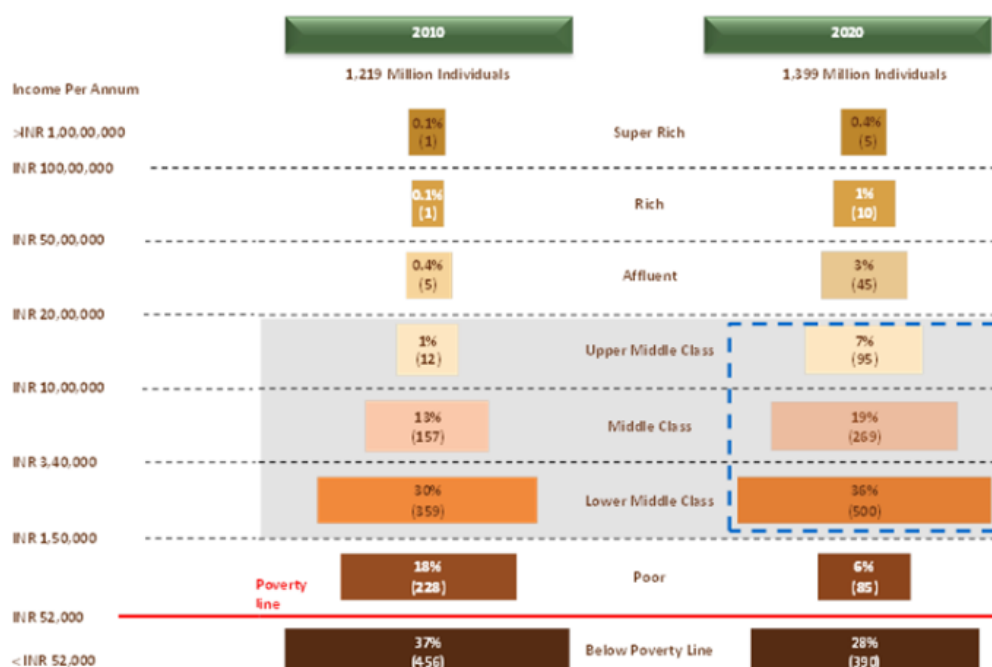 2010
2020
1,219 Million Individuals
1,399 Million Individuals
Income Per Annum
>INR 1,00,00,000
0.1%
(1)
Super Rich
0.4%
(5)
INR 100,00,000
0.1%
(1)
Rich
1%
(10)
INR 50,00,000
0.4%
(5)
Affluent
3%
(45)
INR 20,00,000
1%
(12)
Upper Middle Class
7%
(95)
INR 10,00,000
13%
(157)
Middle Class
19%
(269)
INR 3,40,000
30%
(359)
Lower Middle Class
36%
(500)
INR 1,50,000
18%
(228)
Poor
6%
(85)
Poverty
line
INR 52,000
37%
(456)
Below Poverty Line
28%
(390)
< INR 52,000